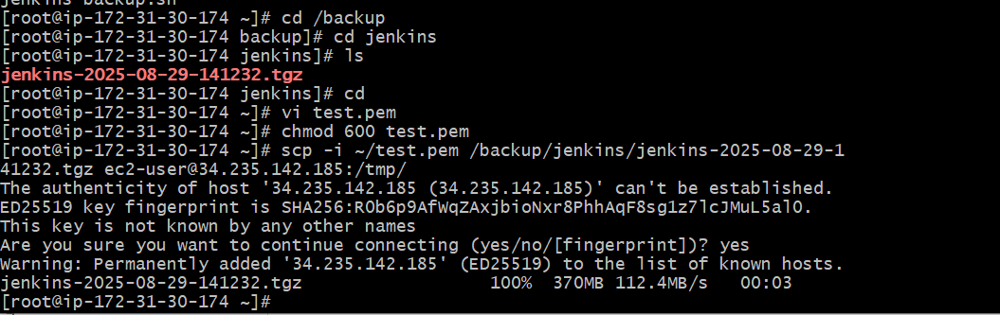 jenkins-backup.sh
[root@ip-172-31-30-174 ~]# cd /backup
[root@ip-172-31-30-174 backup]# cd jenkins
[root@ip-172-31-30-174 jenkins]# ls
jenkins-2025-08-29-141232.tgz
[root@ip-172-31-30-174 jenkins]# cd
[root@ip-172-31-30-174 ~]# vi test.pem
[root@ip-172-31-30-174 ~]# chmod 600 test.pem
[root@ip-172-31-30-174 ~]# scp -i ~/test.pem /backup/jenkins/jenkins-2025-08-29-1
41232.tgz ec2-user@34.235.142.185:/tmp/
The authenticity of host '34.235.142.185 (34.235.142.185)' can't be established.
ED25519 key fingerprint is SHA256:ROb6p9AfWqZAxjbioNxr8PhhAqF8sg1z7lcJMuL5alO.
This key is not known by any other names
Are you sure you want to continue connecting (yes/no/[fingerprint])? yes
Warning: Permanently added '34.235.142.185' (ED25519) to the list of known hosts.
jenkins-2025-08-29-141232.tgz 100% 370MB 112.4MB/s 00:03
[root@ip-172-31-30-174 ~]#